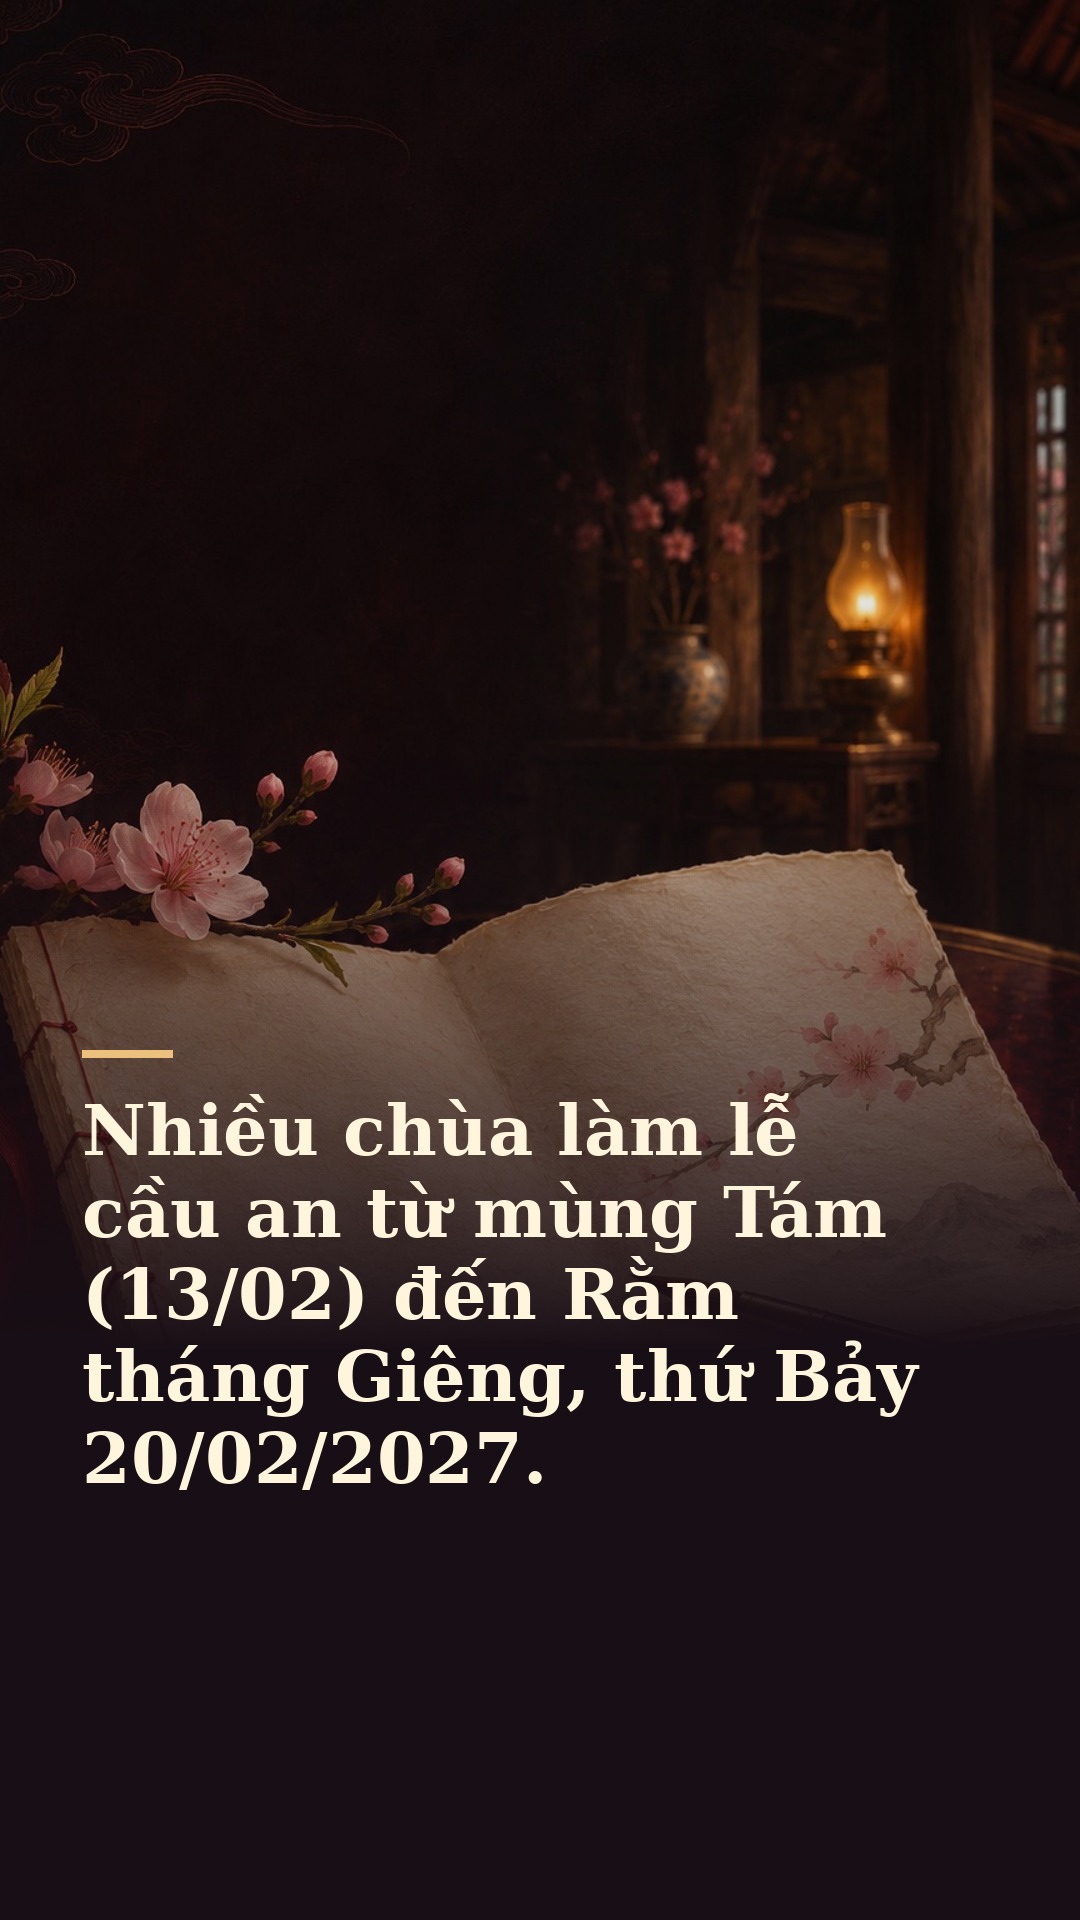 Nhiều chùa làm lễ
cầu an từ mùng Tám
(13/02) đến Rằm
tháng Giêng, thứ Bảy
20/02/2027.